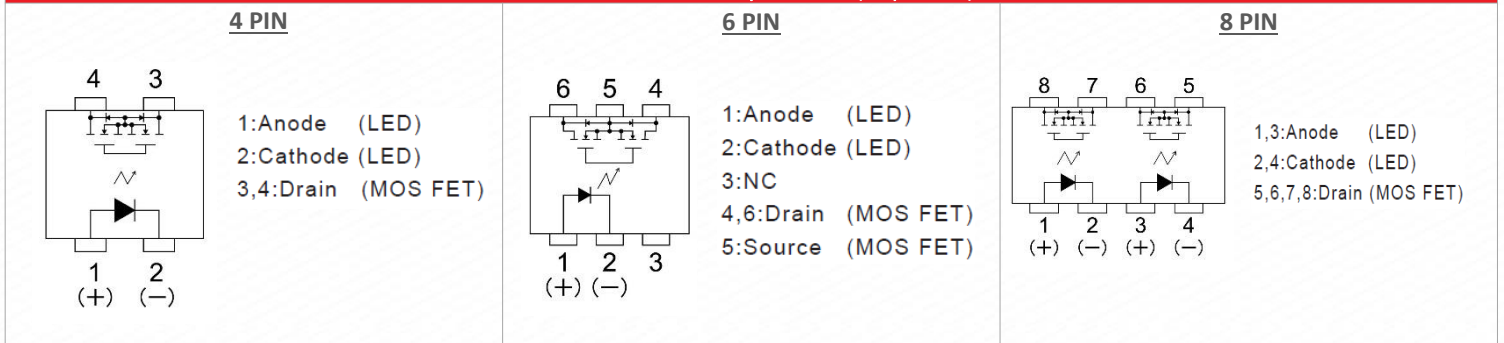 4 PIN
4 3
1:Anode (LED)
2:Cathode (LED)
3,4:Drain (MOS FET)
1 2
(+) (−)
6 PIN
6 5 4
1:Anode (LED)
2:Cathode (LED)
3:NC
4,6:Drain (MOS FET)
5:Source (MOS FET)
1 2 3
(+) (−)
8 PIN
8 7 6 5
1,3:Anode (LED)
2,4:Cathode (LED)
5,6,7,8:Drain (MOS FET)
1 2 3 4
(+) (−) (+) (−)